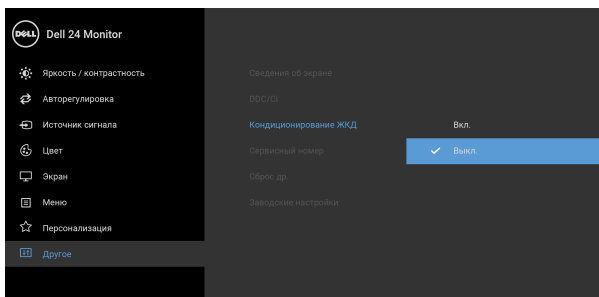 DELL Dell 24 Monitor
Яркость / контрастность
Авторегулировка
Источник сигнала
Цвет
Экран
Меню
Персонализация
Другое
Сведения об экране
DDC/CI
Кондиционирование ЖКД
Сервисный номер
Сброс др.
Заводские настройки
Вкл.
Выкл.